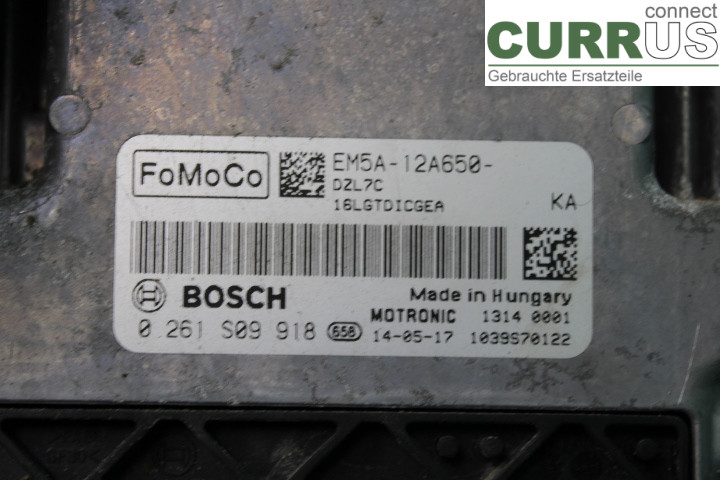 connect
CURRUS
Gebrauchte Ersatzteile
FoMoCo
EM5A-12A650-
DZL7C
16LGTDICGEA
KA
BOSCH
Made in Hungary
MOTRONIC 1314 0001
0 261 S09 918 658 14-05-17 1039S70122